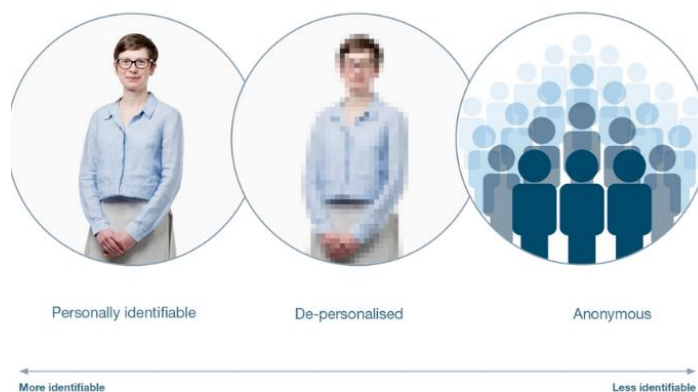 Personally identifiable
De-personalised
Anonymous
More identifiable
Less identifiable